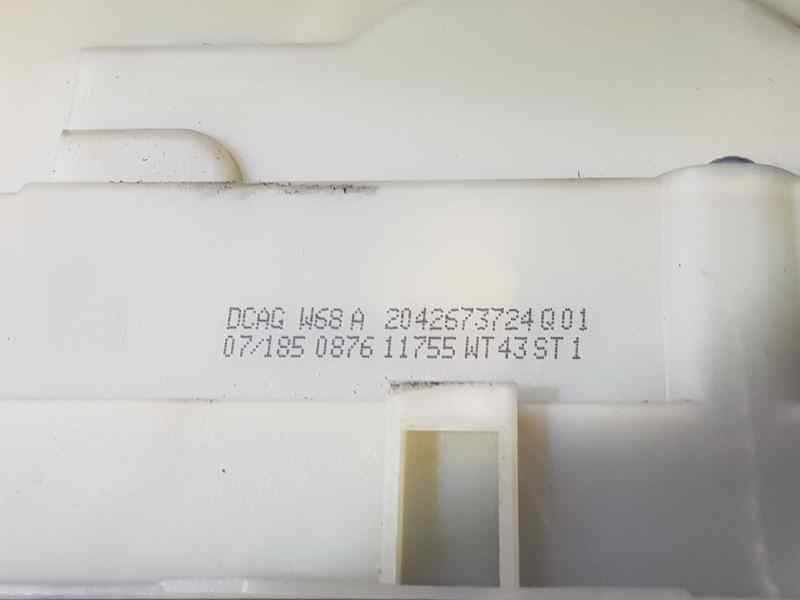 DCAG W68 A 2042673724 Q 01
07/185 0876 11755 WT43 ST 1